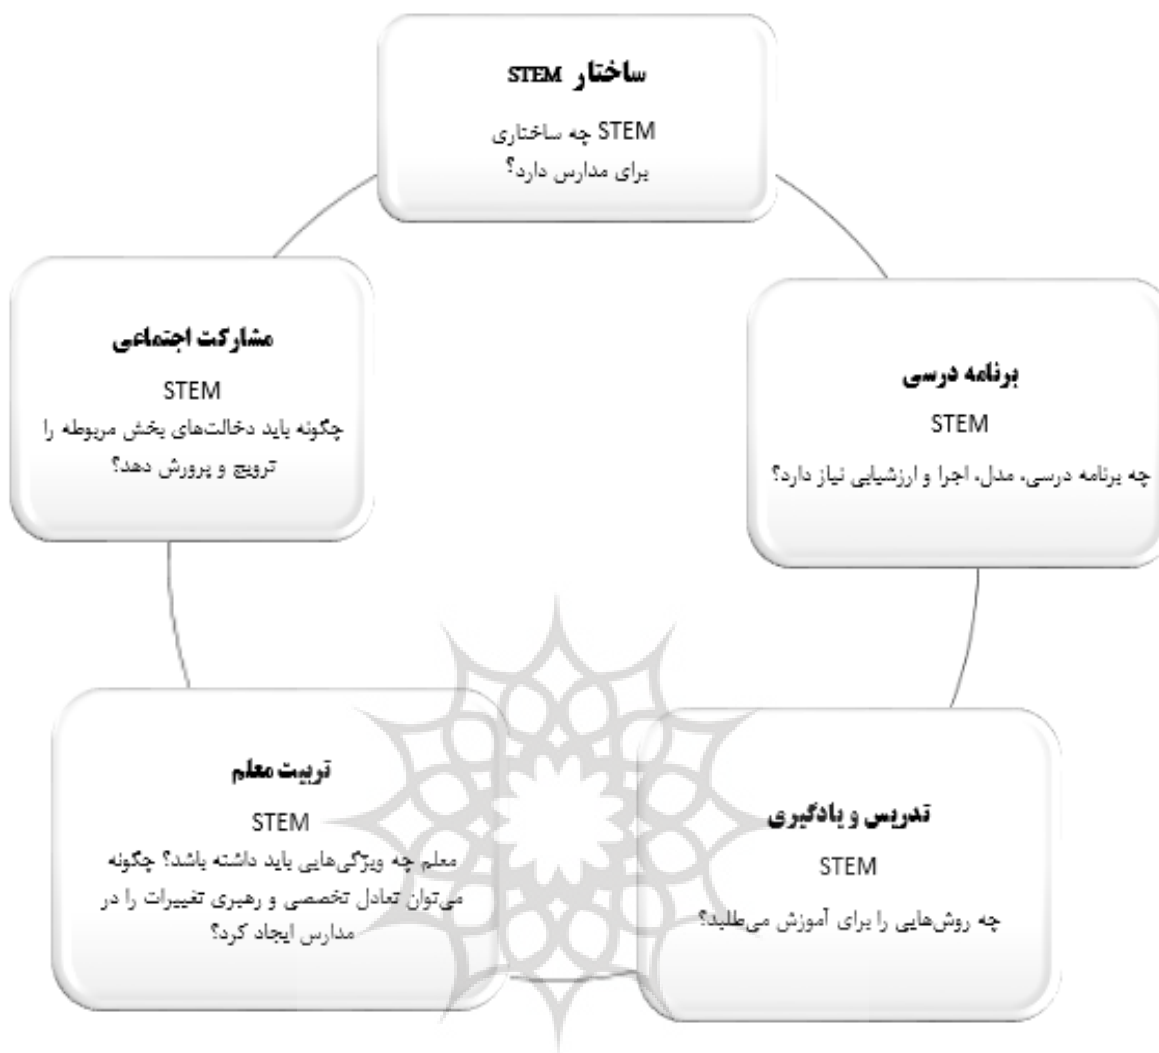 ساختار STEM
STEM چه ساختاری
برای مدارس دارد؟
برنامه درسی
STEM
چه برنامه درسی، مدل، اجرا و ارزشیابی نیاز دارد؟
تدریس و یادگیری
STEM
چه روش‌هایی را برای آموزش می‌طلبد؟
تربیت معلم
STEM
معلم چه ویژگی‌هایی باید داشته باشد؟ چگونه
می‌توان تعادل تخصصی و رهبری تغییرات را در
مدارس ایجاد کرد؟
مشارکت اجتماعی
STEM
چگونه باید دخالت‌های بخش مربوطه را
ترویج و پرورش دهد؟